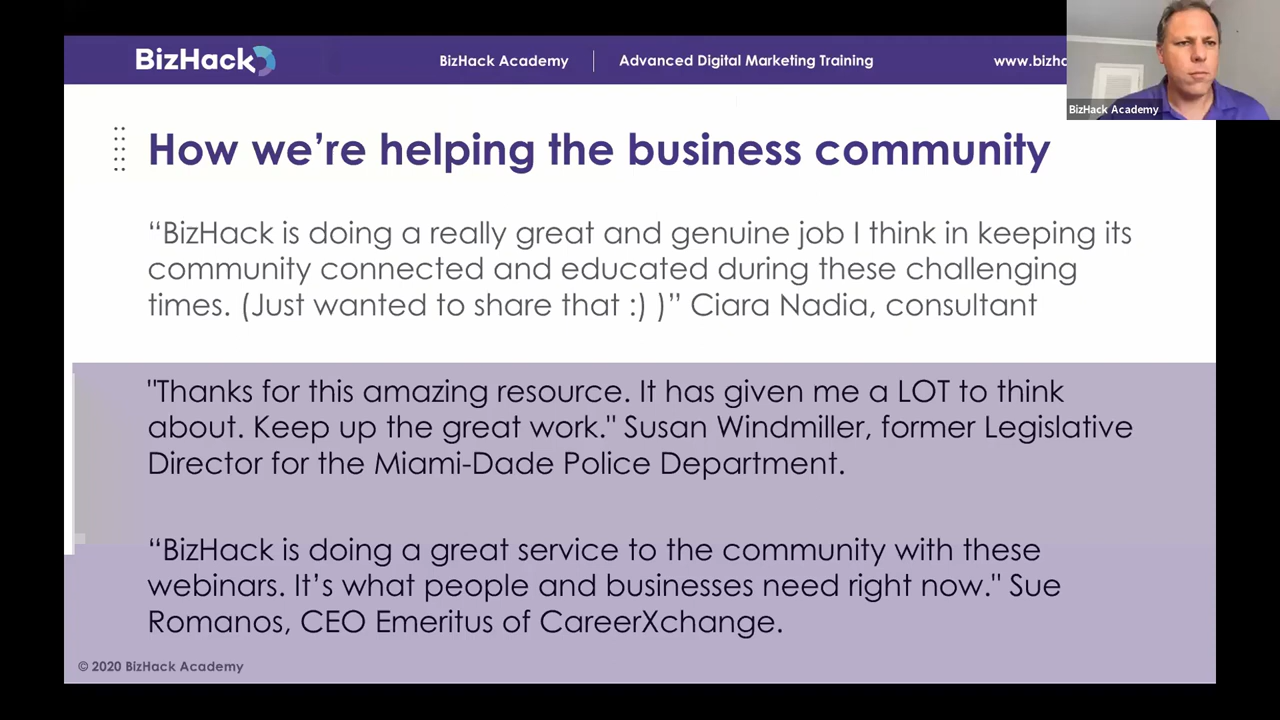 BizHack
BizHack Academy
Advanced Digital Marketing Training
www.bizha
BizHack Academy
How we’re helping the business community
“BizHack is doing a really great and genuine job I think in keeping its
community connected and educated during these challenging
times. (Just wanted to share that :) )” Ciara Nadia, consultant
"Thanks for this amazing resource. It has given me a LOT to think
about. Keep up the great work." Susan Windmiller, former Legislative
Director for the Miami-Dade Police Department.
“BizHack is doing a great service to the community with these
webinars. It’s what people and businesses need right now." Sue
Romanos, CEO Emeritus of CareerXchange.
© 2020 BizHack Academy